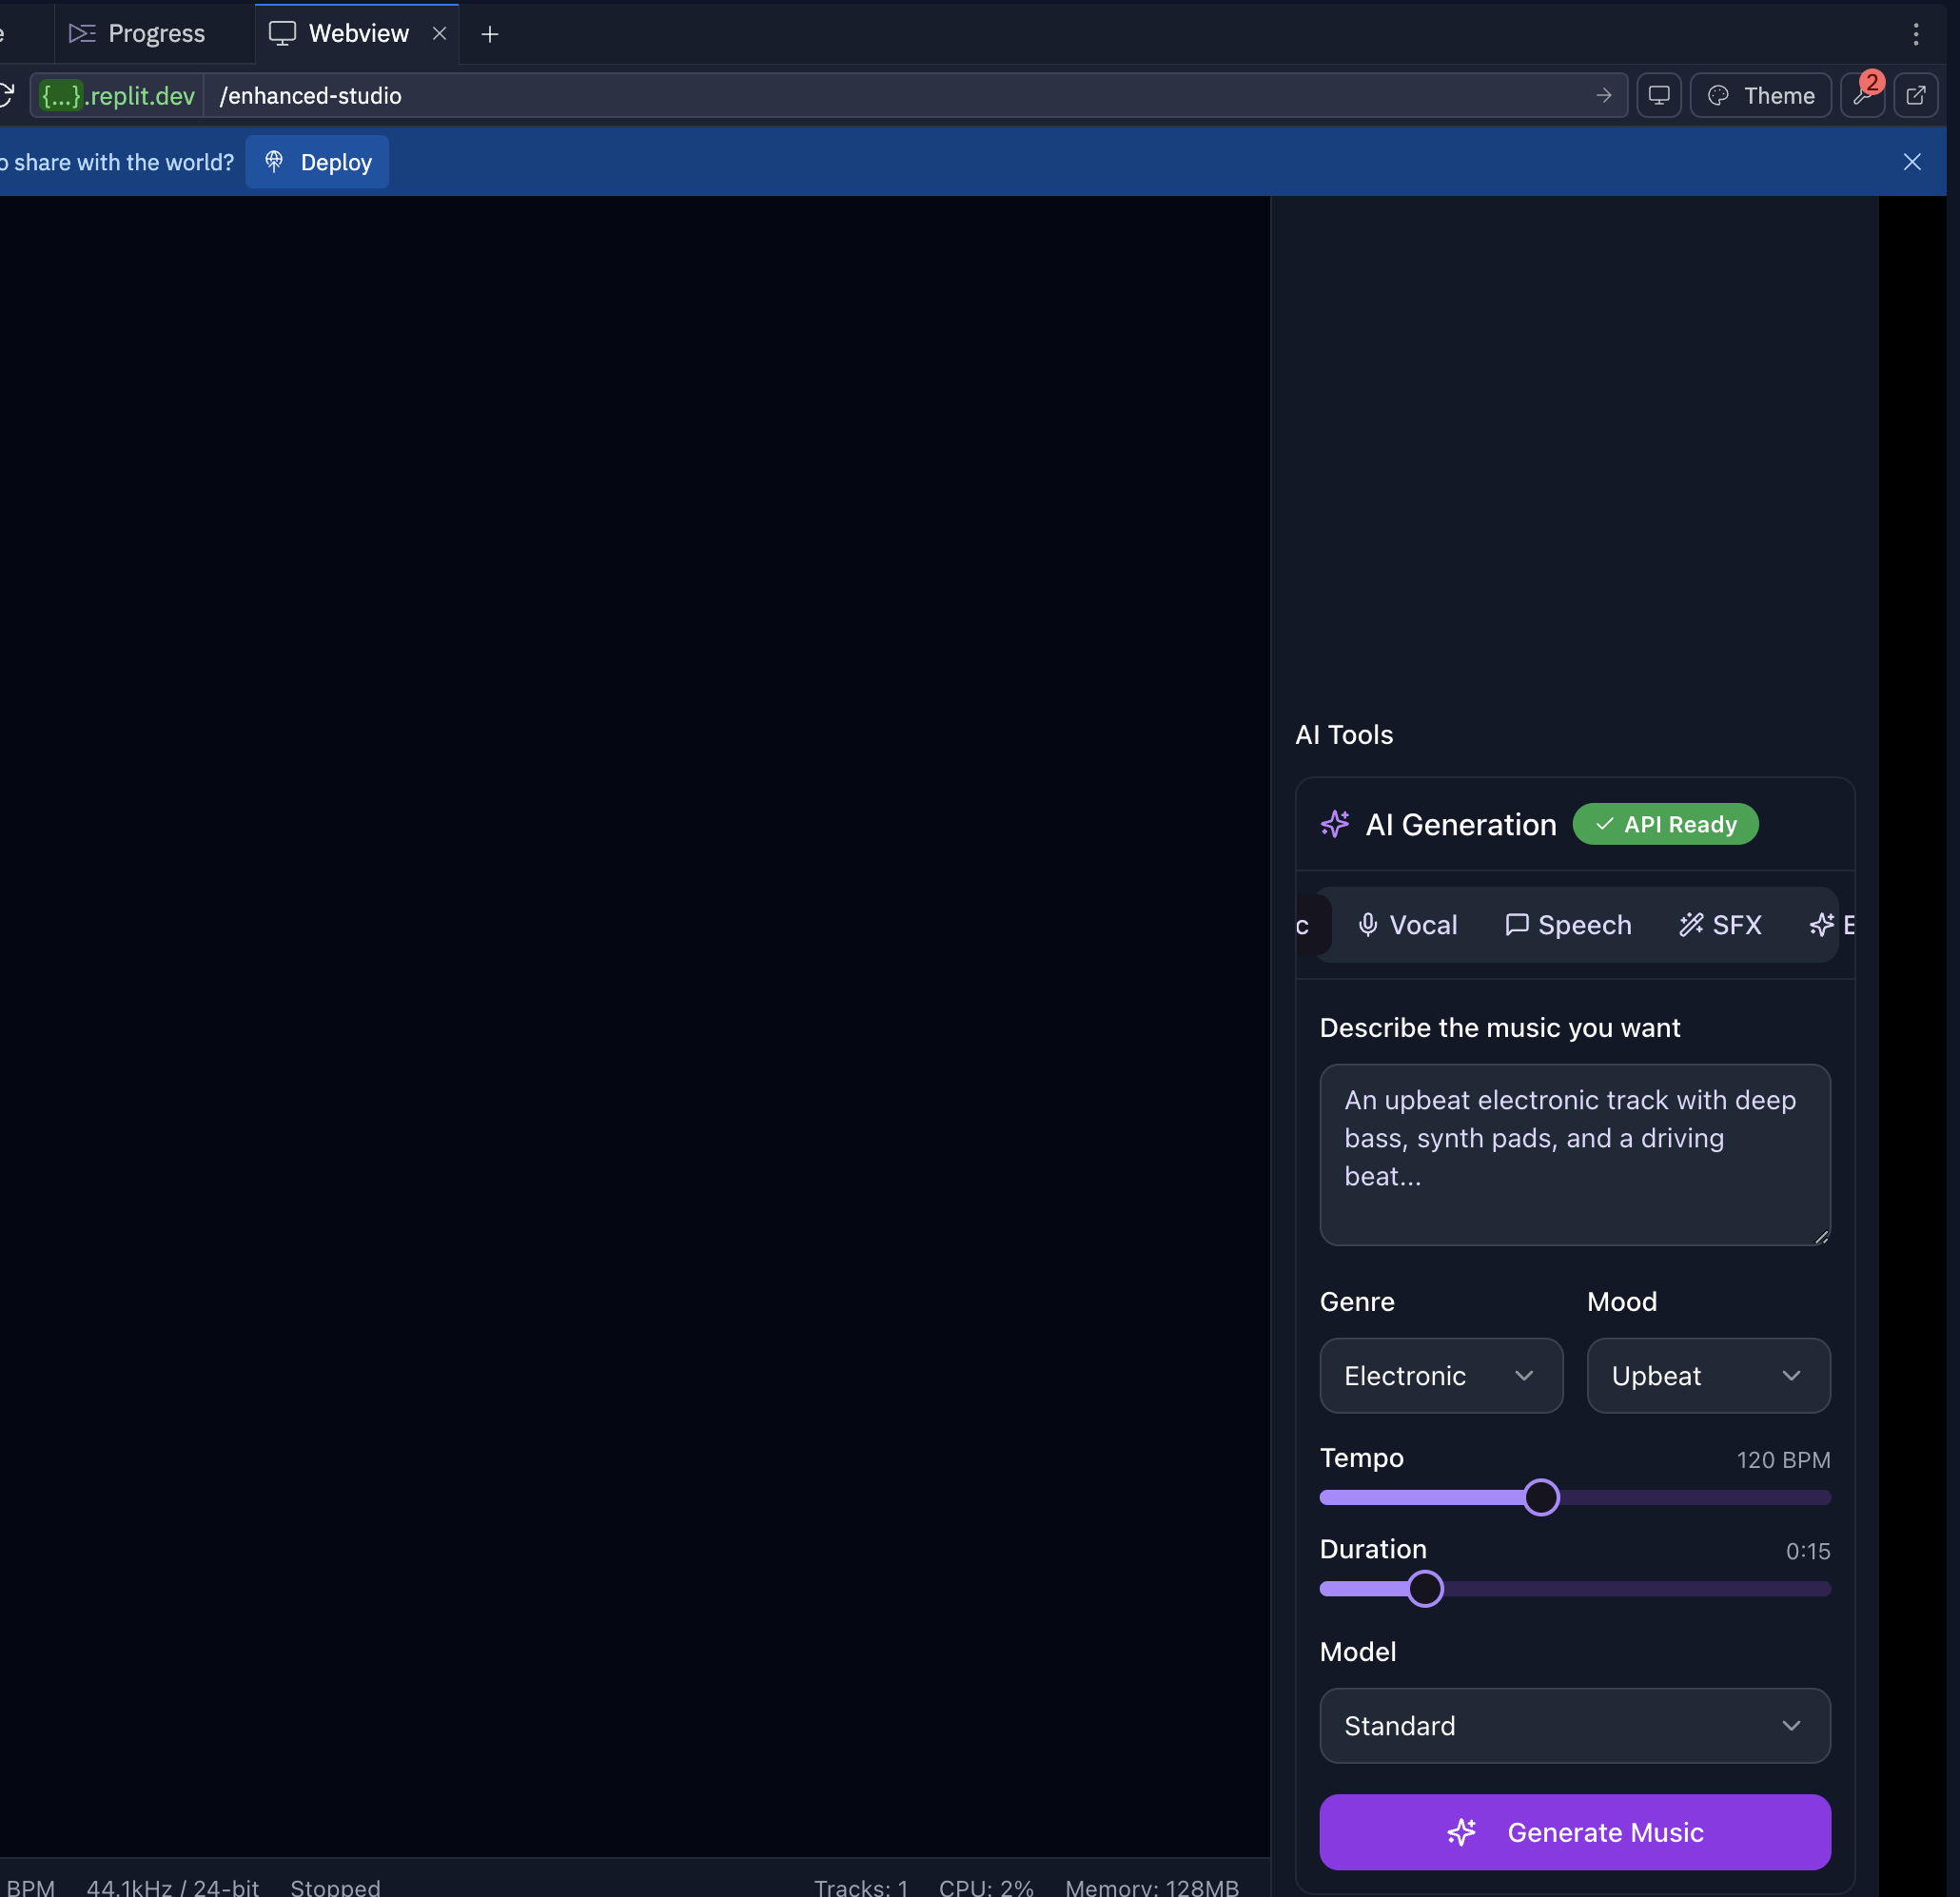 e
Progress
Webview
{...}.replit.dev
/enhanced-studio
Theme
2
o share with the world?
Deploy
AI Tools
AI Generation
API Ready
c
Vocal
Speech
SFX
E
Describe the music you want
An upbeat electronic track with deep
bass, synth pads, and a driving
beat...
Genre
Mood
Electronic
Upbeat
Tempo
120 BPM
Duration
0:15
Model
Standard
Generate Music
BPM
44.1kHz / 24-bit
Stopped
Tracks: 1
CPU: 2%
Memory: 128MB